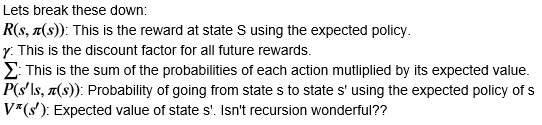 Lets break these down:
R(s, π(s)): This is the reward at state S using the expected policy.
γ: This is the discount factor for all future rewards.
∑: This is the sum of the probabilities of each action mutliplied by its expected value.
P(s′|s, π(s)): Probability of going from state s to state s' using the expected policy of s
Vπ(s′): Expected value of state s'. Isn't recursion wonderful??